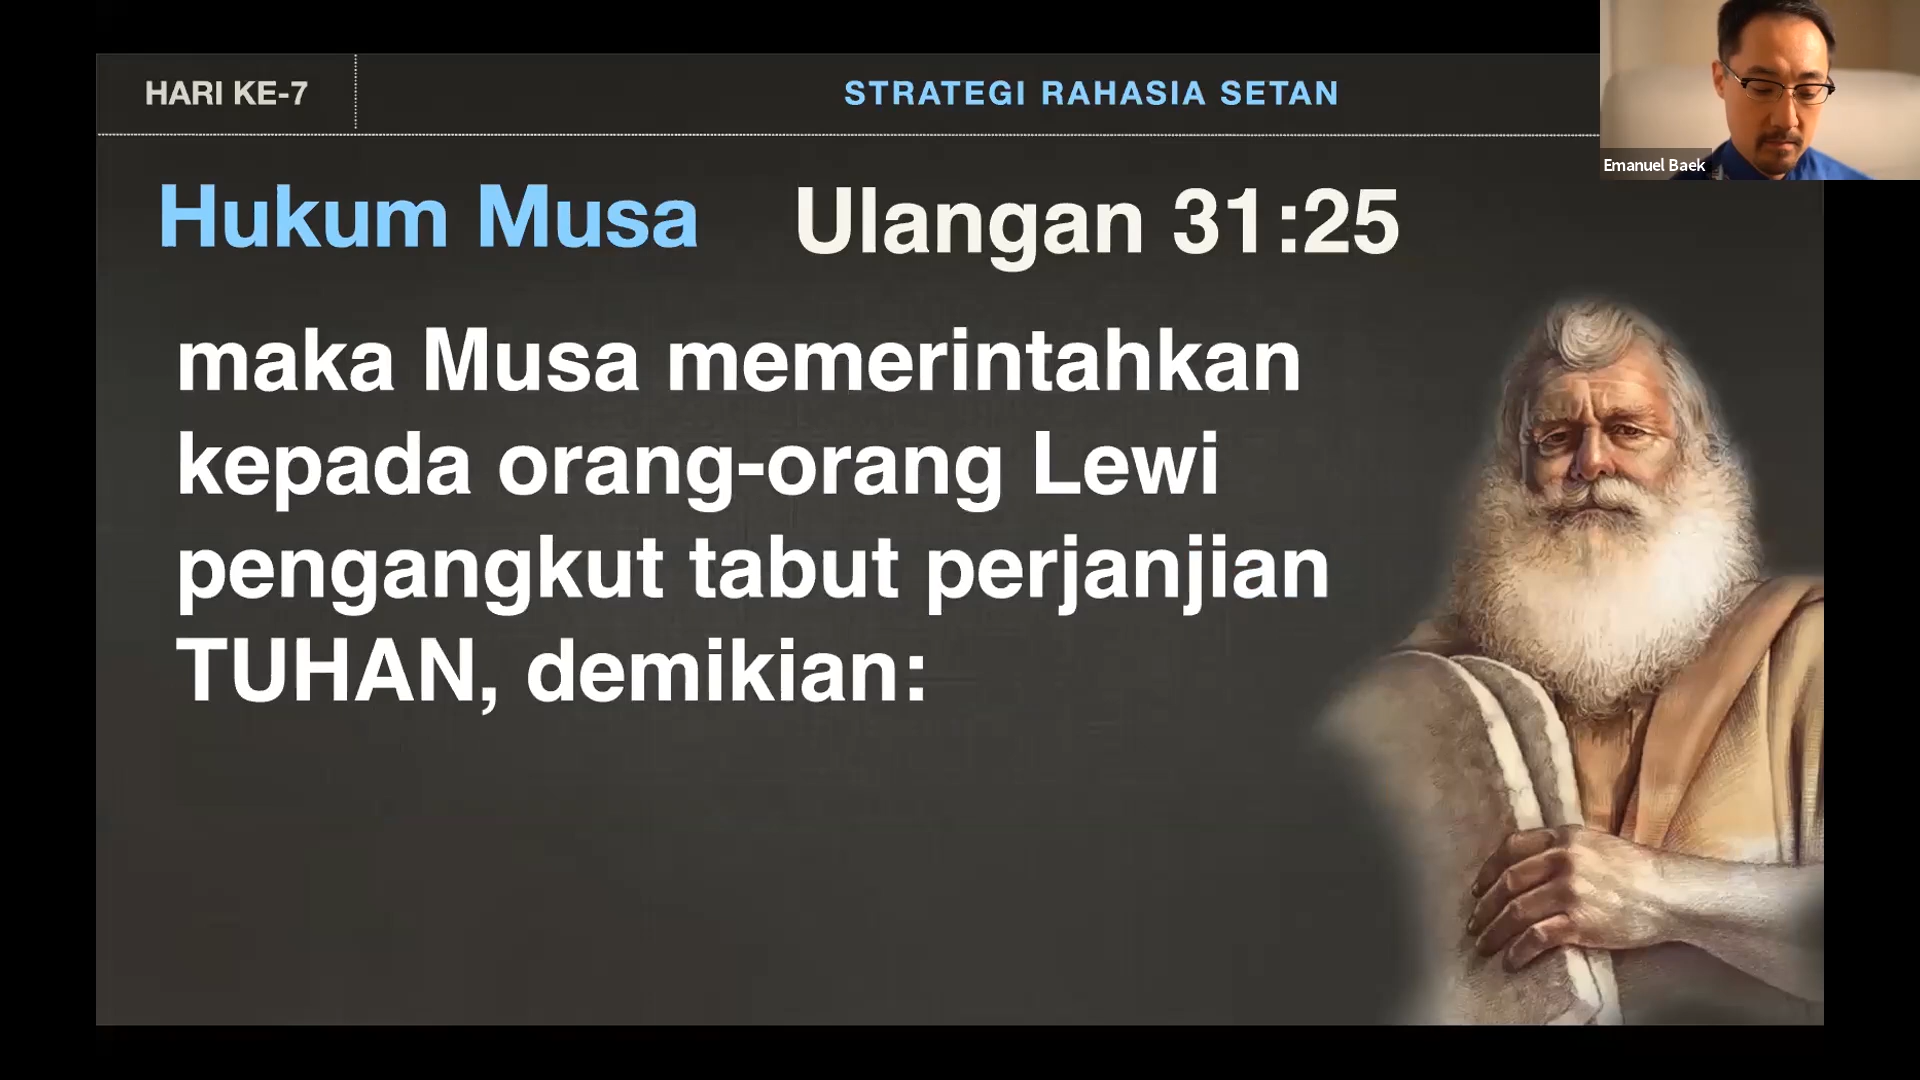 HARI KE-7
STRATEGI RAHASIA SETAN
Emanuel Baek
Hukum Musa
Ulangan 31:25
maka Musa memerintahkan
kepada orang-orang Lewi
pengangkut tabut perjanjian
TUHAN, demikian: